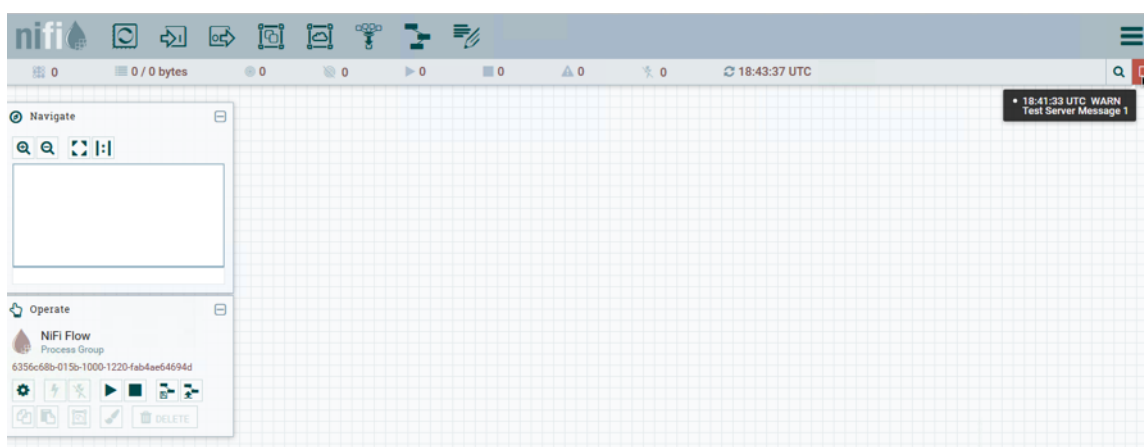 nifi
0
0 / 0 bytes
0
0
0
0
0
0
18:43:37 UTC
18:41:33 UTC WARN
Test Server Message 1
Navigate
Operate
NiFi Flow
Process Group
6356c68b-015b-1000-1220-fab4ae64694d
DELETE